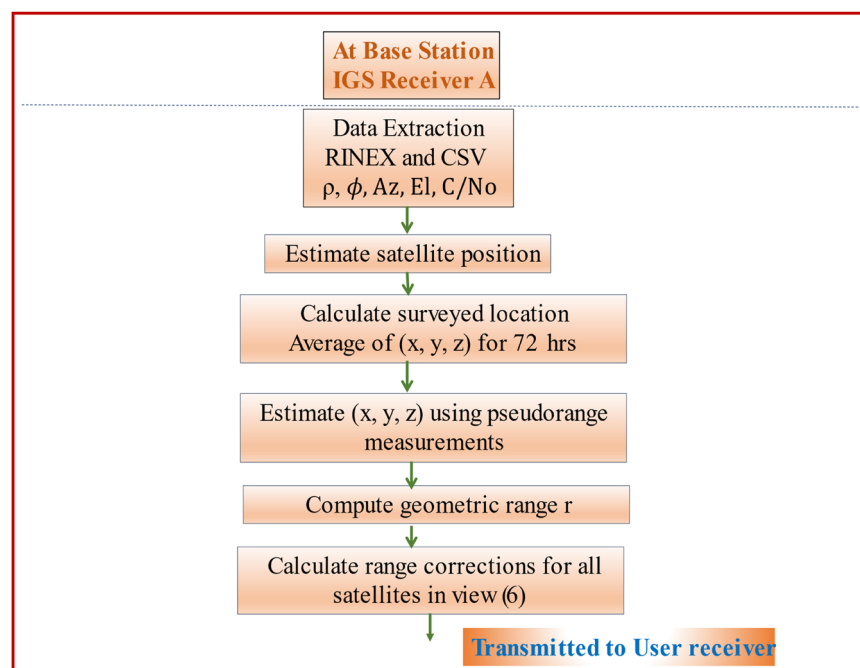 At Base Station
IGS Receiver A
Data Extraction
RINEX and CSV
ρ, ϕ, Az, El, C/No
Estimate satellite position
Calculate surveyed location
Average of (x, y, z) for 72 hrs
Estimate (x, y, z) using pseudorange
measurements
Compute geometric range r
Calculate range corrections for all
satellites in view (6)
Transmitted to User receiver